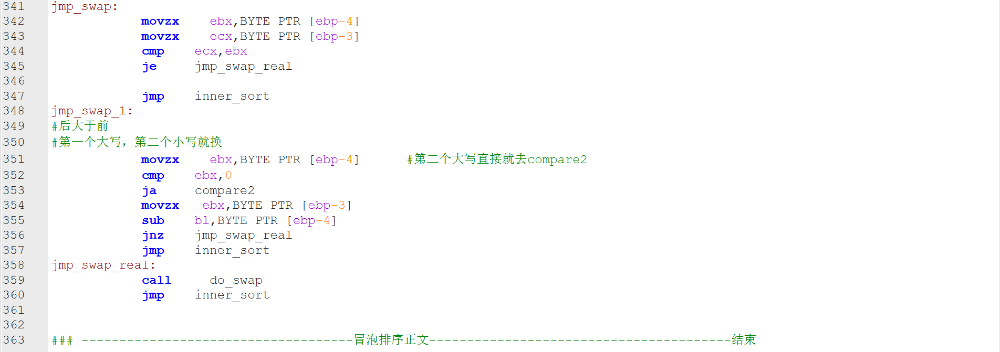 341 jmp_swap:
342 movzx ebx,BYTE PTR [ebp-4]
343 movzx ecx,BYTE PTR [ebp-3]
344 cmp ecx,ebx
345 je jmp_swap_real
346
347 jmp inner_sort
348 jmp_swap_1:
349 #后大于前
350 #第一个大写，第二个小写就换
351 movzx ebx,BYTE PTR [ebp-4] #第二个大写直接就去compare2
352 cmp ebx,0
353 ja compare2
354 movzx ebx,BYTE PTR [ebp-3]
355 sub bl,BYTE PTR [ebp-4]
356 jnz jmp_swap_real
357 jmp inner_sort
358 jmp_swap_real:
359 call do_swap
360 jmp inner_sort
361
362
363 ### ------------------------------------冒泡排序正文----------------------------------------结束